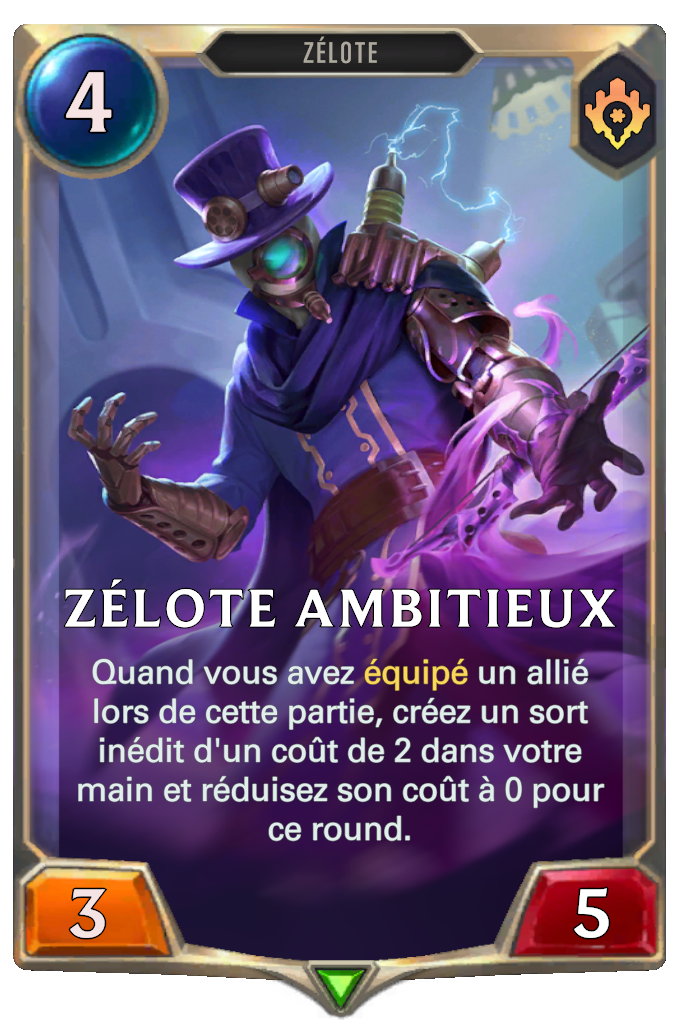 ZÉLOTE
4
ZÉLOTE AMBITIEUX
Quand vous avez équipé un allié
lors de cette partie, créez un sort
inédit d'un coût de 2 dans votre
main et réduisez son coût à 0 pour
ce round.
3
5